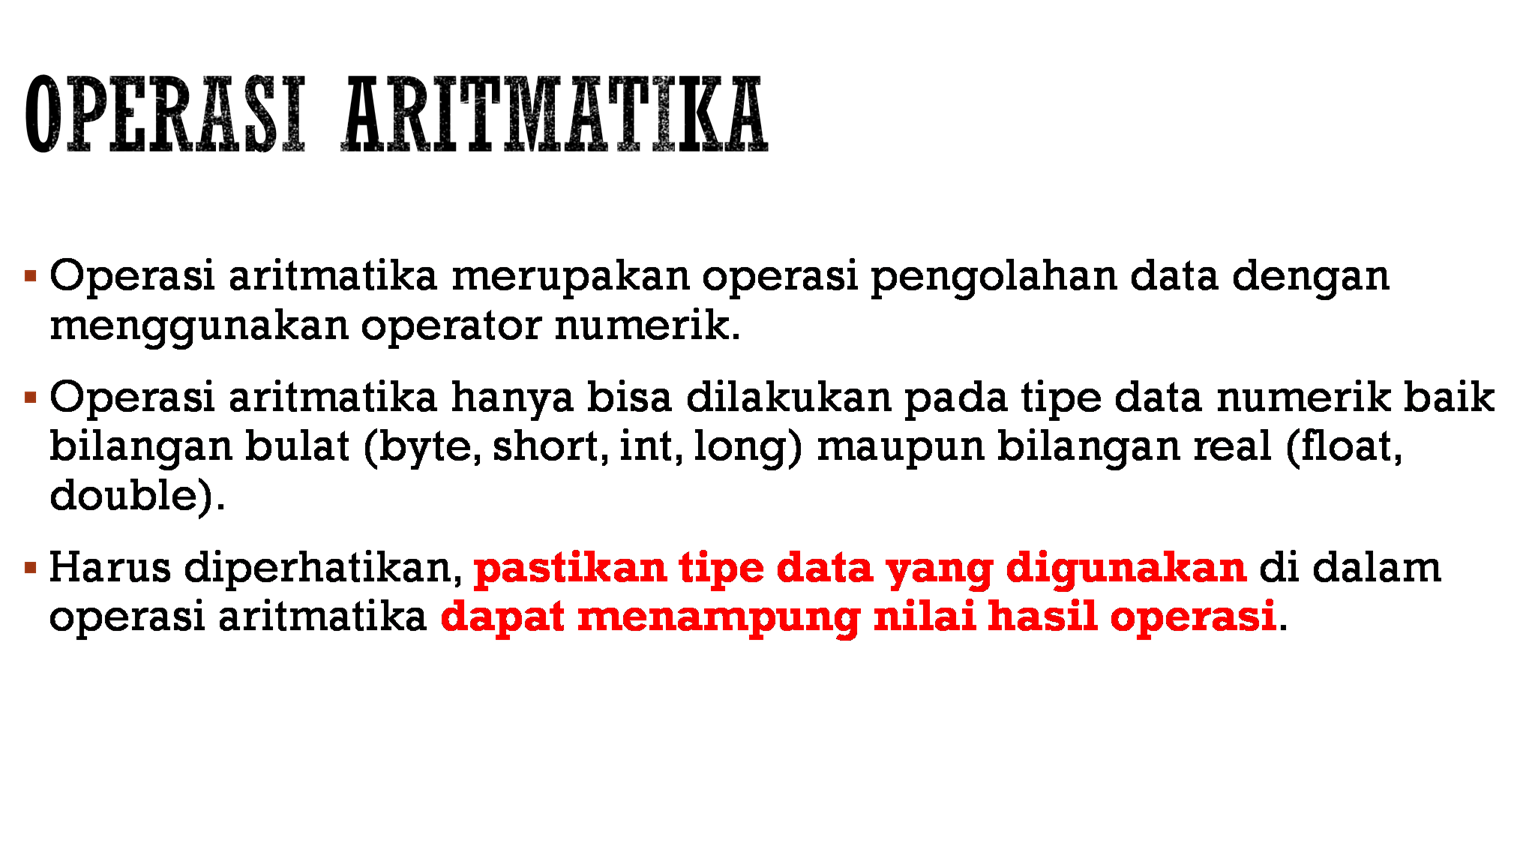 OPERASI ARITMATIKA
▪ Operasi aritmatika merupakan operasi pengolahan data dengan
menggunakan operator numerik.
▪ Operasi aritmatika hanya bisa dilakukan pada tipe data numerik baik
bilangan bulat (byte, short, int, long) maupun bilangan real (float,
double).
▪ Harus diperhatikan, pastikan tipe data yang digunakan di dalam
operasi aritmatika dapat menampung nilai hasil operasi.